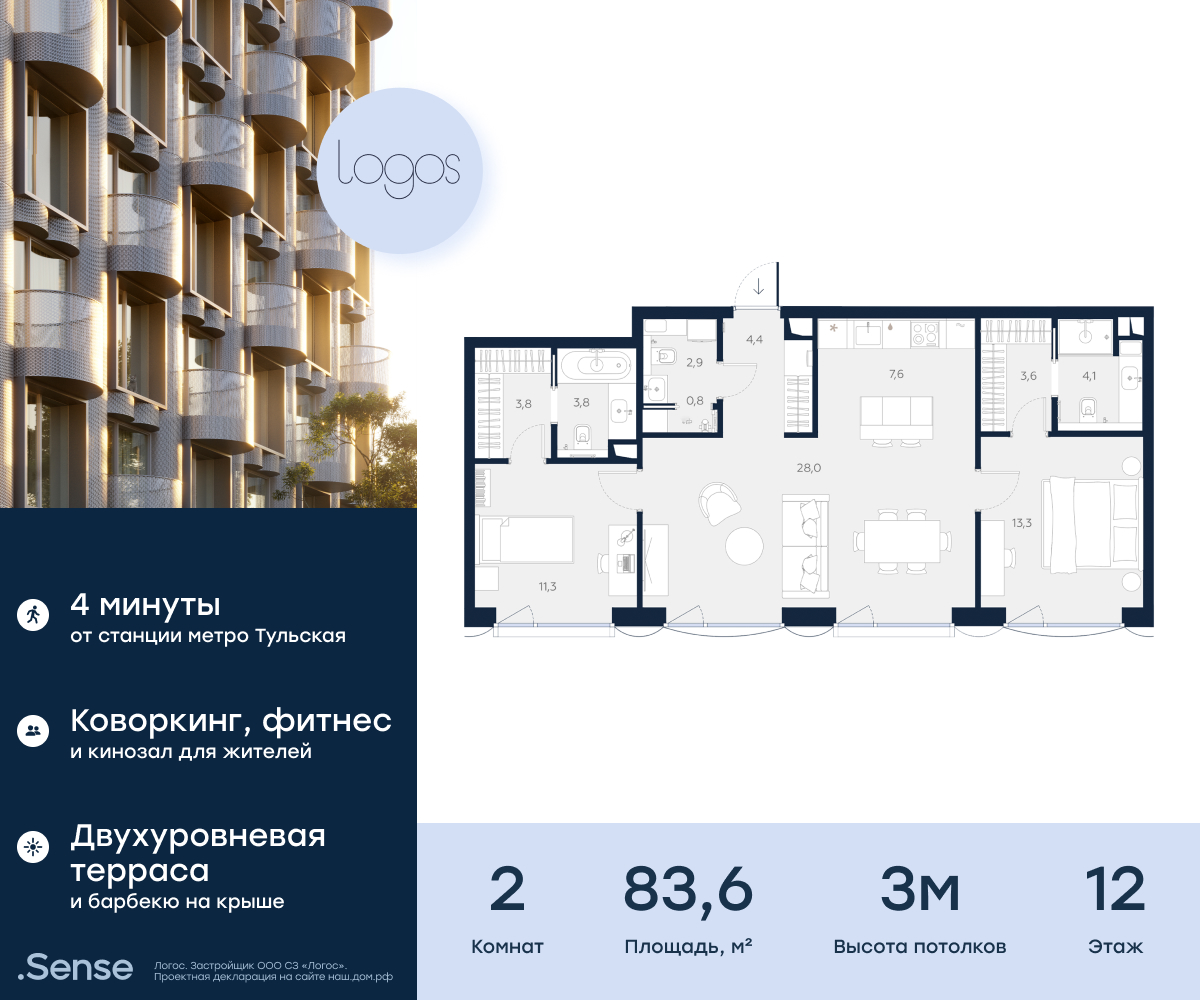 logos
4,4
2,9
0,8
7,6
3,6
4,1
3,8
3,8
28,0
13,3
11,3
4 минуты
от станции метро Тульская
Коворкинг, фитнес
и кинозал для жителей
Двухуровневая
терраса
и барбекю на крыше
.Sense
Логос. Застройщик ООО СЗ «Логос».
Проектная декларация на сайте наш.дом.рф
2
Комнат
83,6
Площадь, м²
3м
Высота потолков
12
Этаж